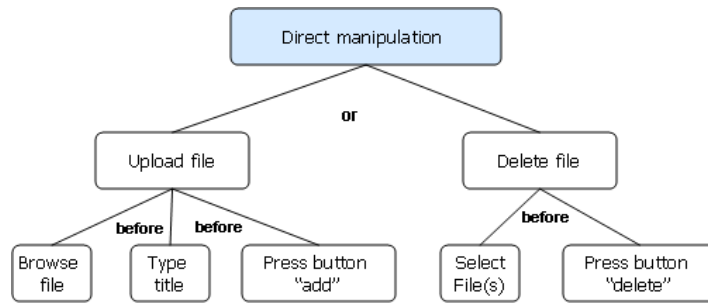 Direct manipulation
or
Upload file
Delete file
before
before
before
Browse
file
Type
title
Press button
"add"
Select
File(s)
Press button
"delete"